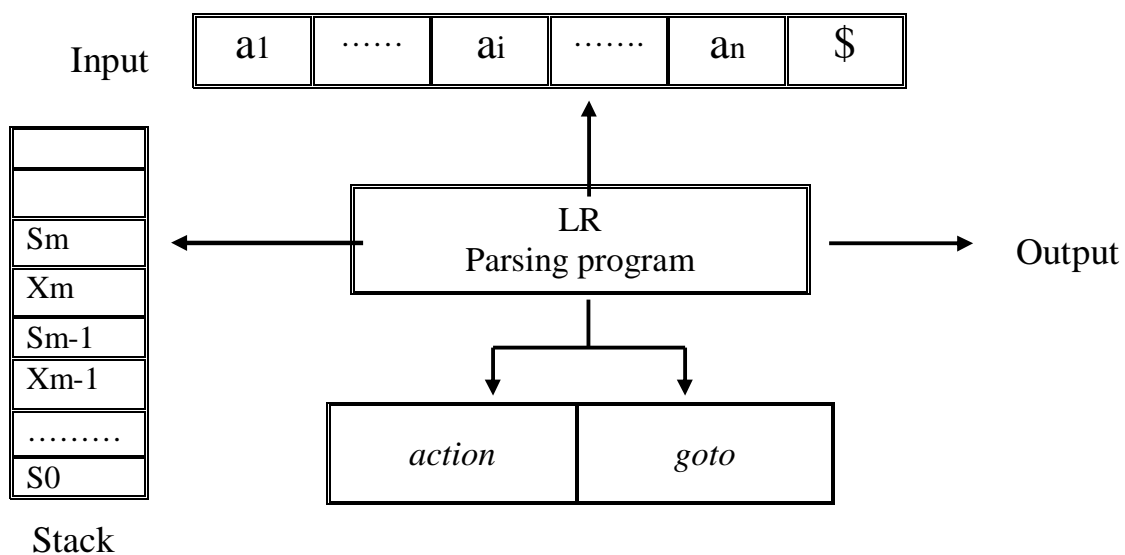 Input a1 …… ai ……. an $
LR
Parsing program
Output
Sm
Xm
Sm-1
Xm-1
………
S0
Stack
action goto